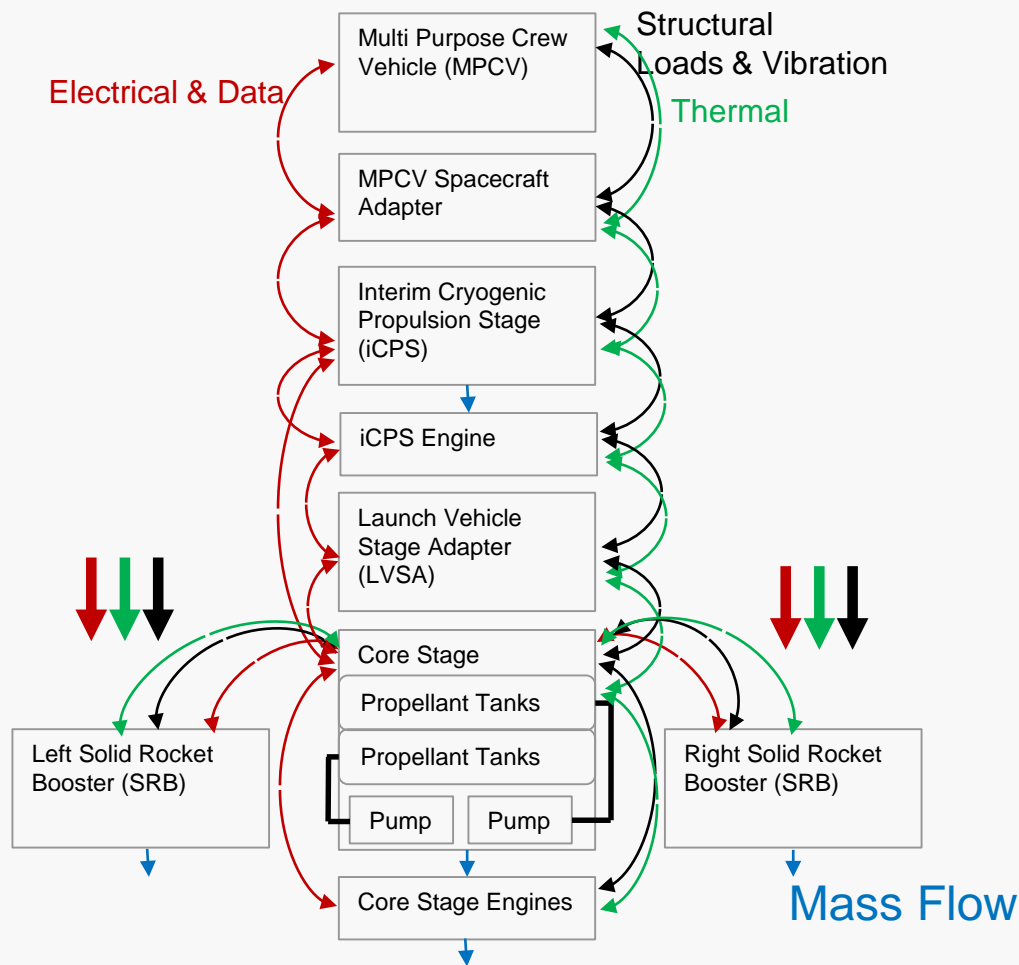 Multi Purpose Crew
Vehicle (MPCV)
Structural
Loads & Vibration
Electrical & Data
Thermal
MPCV Spacecraft
Adapter
Interim Cryogenic
Propulsion Stage
(iCPS)
iCPS Engine
Launch Vehicle
Stage Adapter
(LVSA)
Core Stage
Propellant Tanks
Propellant Tanks
Pump
Pump
Left Solid Rocket
Booster (SRB)
Right Solid Rocket
Booster (SRB)
Core Stage Engines
Mass Flow